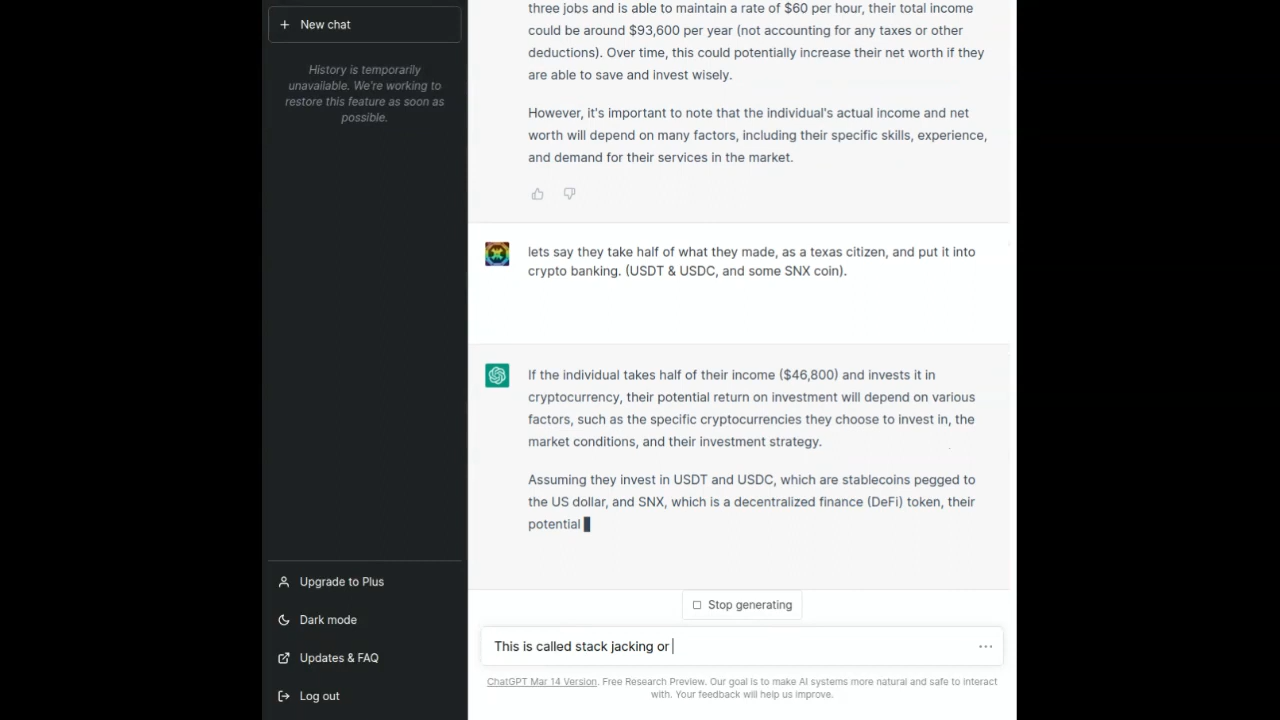 New chat
History is temporarily
unavailable. We're working to
restore this feature as soon as
possible.
Upgrade to Plus
Dark mode
Updates & FAQ
Log out
three jobs and is able to maintain a rate of $60 per hour, their total income
could be around $93,600 per year (not accounting for any taxes or other
deductions). Over time, this could potentially increase their net worth if they
are able to save and invest wisely.
However, it's important to note that the individual's actual income and net
worth will depend on many factors, including their specific skills, experience,
and demand for their services in the market.
lets say they take half of what they made, as a texas citizen, and put it into
crypto banking. (USDT & USDC, and some SNX coin).
If the individual takes half of their income ($46,800) and invests it in
cryptocurrency, their potential return on investment will depend on various
factors, such as the specific cryptocurrencies they choose to invest in, the
market conditions, and their investment strategy.
Assuming they invest in USDT and USDC, which are stablecoins pegged to
the US dollar, and SNX, which is a decentralized finance (DeFi) token, their
potential
Stop generating
This is called stack jacking or
ChatGPT Mar 14 Version. Free Research Preview. Our goal is to make AI systems more natural and safe to interact
with. Your feedback will help us improve.